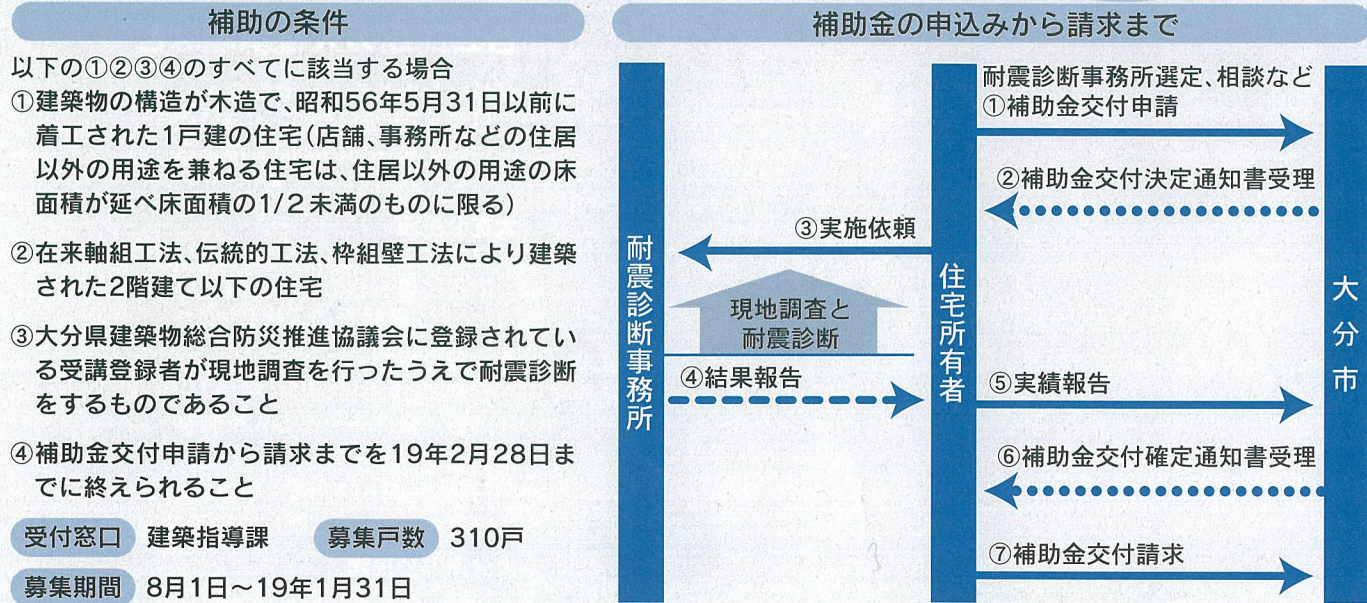 補助の条件
以下の①②③④のすべてに該当する場合
①建築物の構造が木造で、昭和56年5月31日以前に
着工された1戸建の住宅(店舗、事務所などの住居
以外の用途を兼ねる住宅は、住居以外の用途の床
面積が延べ床面積の1/2未満のものに限る)
②在来軸組工法、伝統的工法、枠組壁工法により建築
された2階建て以下の住宅
③大分県建築物総合防災推進協議会に登録されてい
る受講登録者が現地調査を行ったうえで耐震診断
をするものであること
④補助金交付申請から請求までを19年2月28日ま
でに終えられること
受付窓口 建築指導課 募集戸数 310戸
募集期間 8月1日~19年1月31日
補助金の申込みから請求まで
耐震診断事務所
住宅所有者
大分市
耐震診断事務所選定、相談など
①補助金交付申請
②補助金交付決定通知書受理
③実施依頼
現地調査と
耐震診断
④結果報告
⑤実績報告
⑥補助金交付確定通知書受理
⑦補助金交付請求